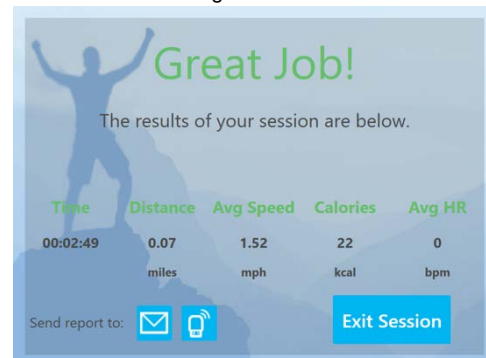 Great Job!
The results of your session are below.
Time Distance Avg Speed Calories Avg HR
00:02:49 0.07 1.52 22 0
miles mph kcal bpm
Send report to: Exit Session